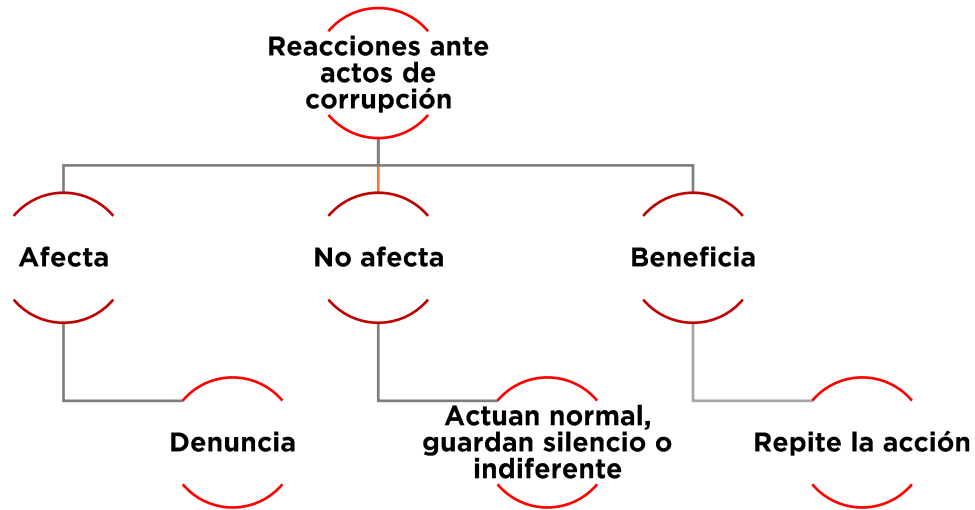 Reacciones ante
actos de
corrupción
Afecta
No afecta
Beneficia
Denuncia
Actuan normal,
guardan silencio o
indiferente
Repite la acción